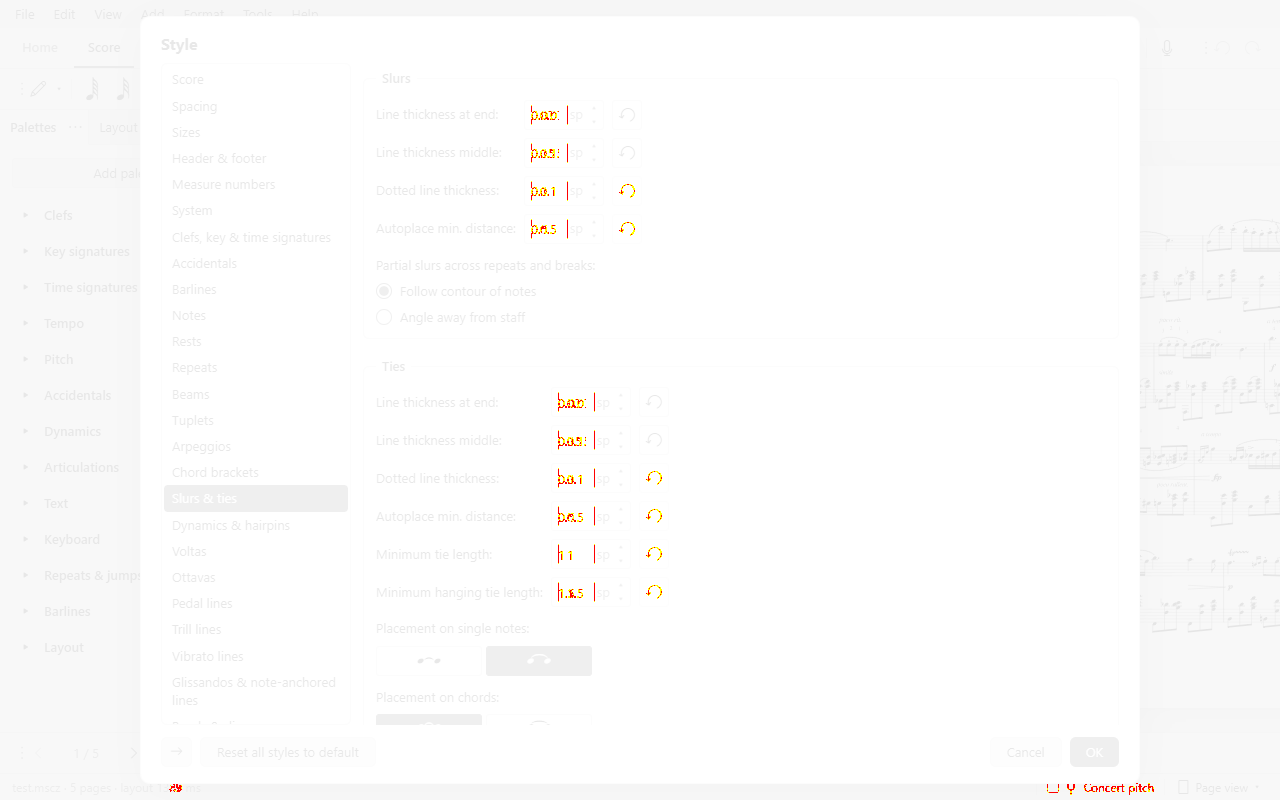 File Edit View Add Format Tools Help
Home Score
Palettes Layout
Clefs
Key signatures
Time signatures
Tempo
Pitch
Accidentals
Dynamics
Articulations
Text
Keyboard
Repeats & jumps
Barlines
Layout
Style
Score
Spacing
Sizes
Header & footer
Measure numbers
System
Clefs, key & time signatures
Accidentals
Barlines
Notes
Rests
Repeats
Beams
Tuplets
Arpeggios
Chord brackets
Slurs & ties
Dynamics & hairpins
Voltas
Ottavas
Pedal lines
Trill lines
Vibrato lines
Glissandos & note-anchored
lines
Slurs
Line thickness at end: sp
Line thickness middle: sp
Dotted line thickness: sp
Autoplace min. distance: sp
Partial slurs across repeats and breaks:
Follow contour of notes
Angle away from staff
Ties
Line thickness at end:
Line thickness middle:
Dotted line thickness:
Autoplace min. distance:
Minimum tie length:
Minimum hanging tie length:
Placement on single notes:
Placement on chords:
1 / 5
Reset all styles to default
Cancel OK
5 pages
Concert pitch Page view